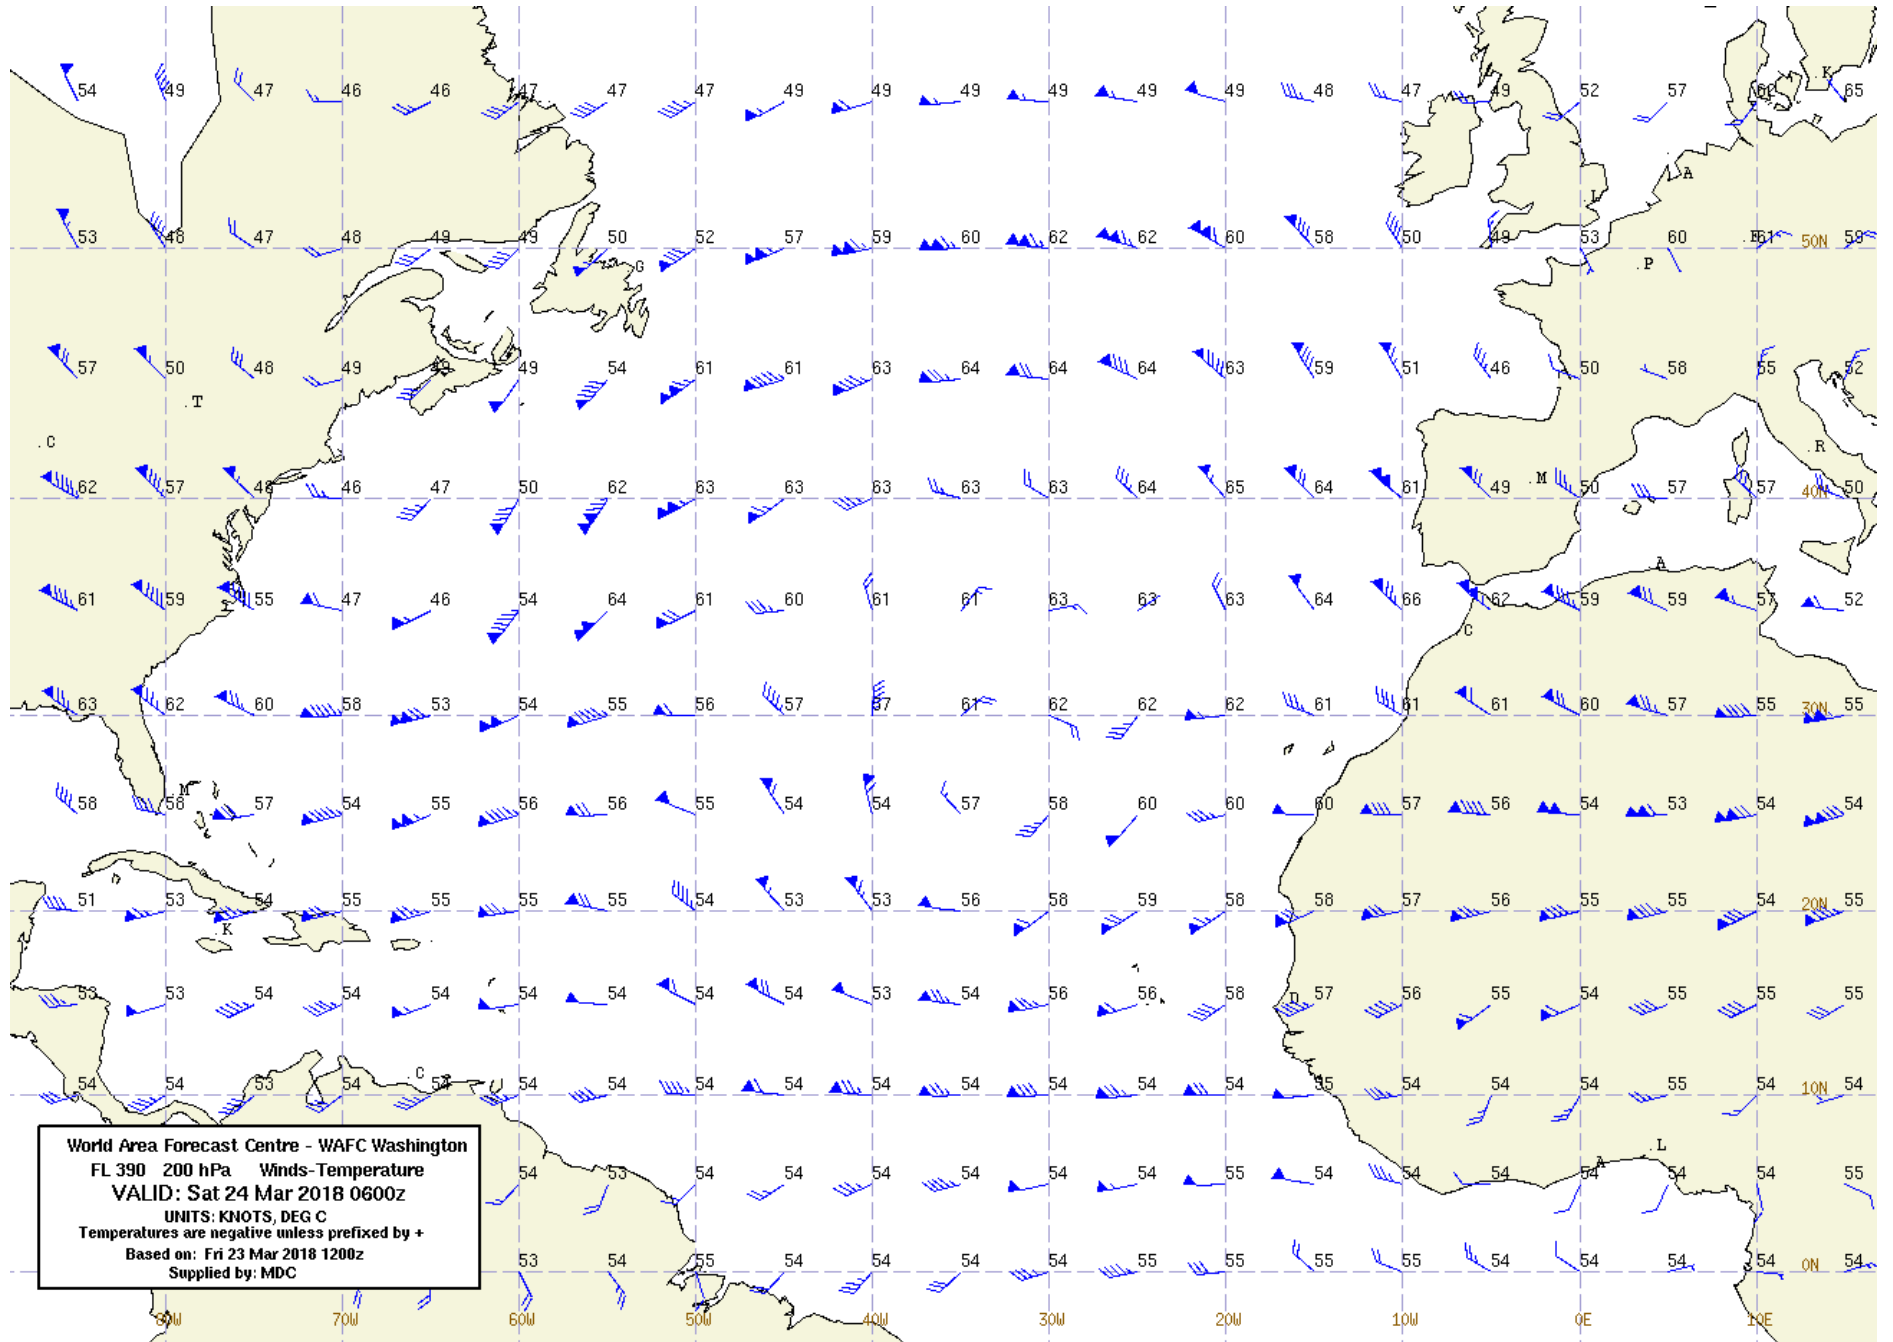 54 49 47 46 46 47 47 47 49 49 49 49 49 49 48 47 49 52 57 60 .K 65
A
.L
53 48 47 48 49 49 50 52 57 59 60 62 62 60 58 50 49 53 60 61 59 50N
G .P
57 50 48 49 49 49 54 61 61 63 64 64 64 63 59 51 46 50 58 55 52
.T
.C .R
62 57 48 46 47 50 62 63 63 63 63 63 64 65 64 61 49 .M 50 57 57 40N 50
A
61 59 55 47 46 54 64 61 60 61 61 63 63 63 64 66 62 59 59 57 52
C
63 62 60 58 53 54 55 56 57 37 61 62 62 62 61 61 61 60 57 55 30N 55
.M
58 56 57 54 55 56 56 55 54 54 57 58 60 60 60 57 56 54 53 54 54
51 53 54 55 55 55 55 54 53 53 56 58 59 58 58 57 56 55 55 54 20N 55
.K
53 53 54 54 54 54 54 54 54 53 54 56 56 58 D 57 56 55 54 55 55 55
.C
54 54 53 54 54 54 54 54 54 54 54 54 54 54 55 54 54 54 55 54 10N 54
.L
A
54 53 54 54 54 54 55 55 54 54 54 54 54 54 55
53 54 55 54 54 54 55 55 55 54 54 54 54 54 54 0N 54
World Area Forecast Centre - WAFC Washington
FL 390 200 hPa Winds-Temperature
VALID: Sat 24 Mar 2018 0600z
UNITS: KNOTS, DEG C
Temperatures are negative unless prefixed by +
Based on: Fri 23 Mar 2018 1200z
Supplied by: MDC
80W 70W 60W 50W 40W 30W 20W 10W 0E 10E